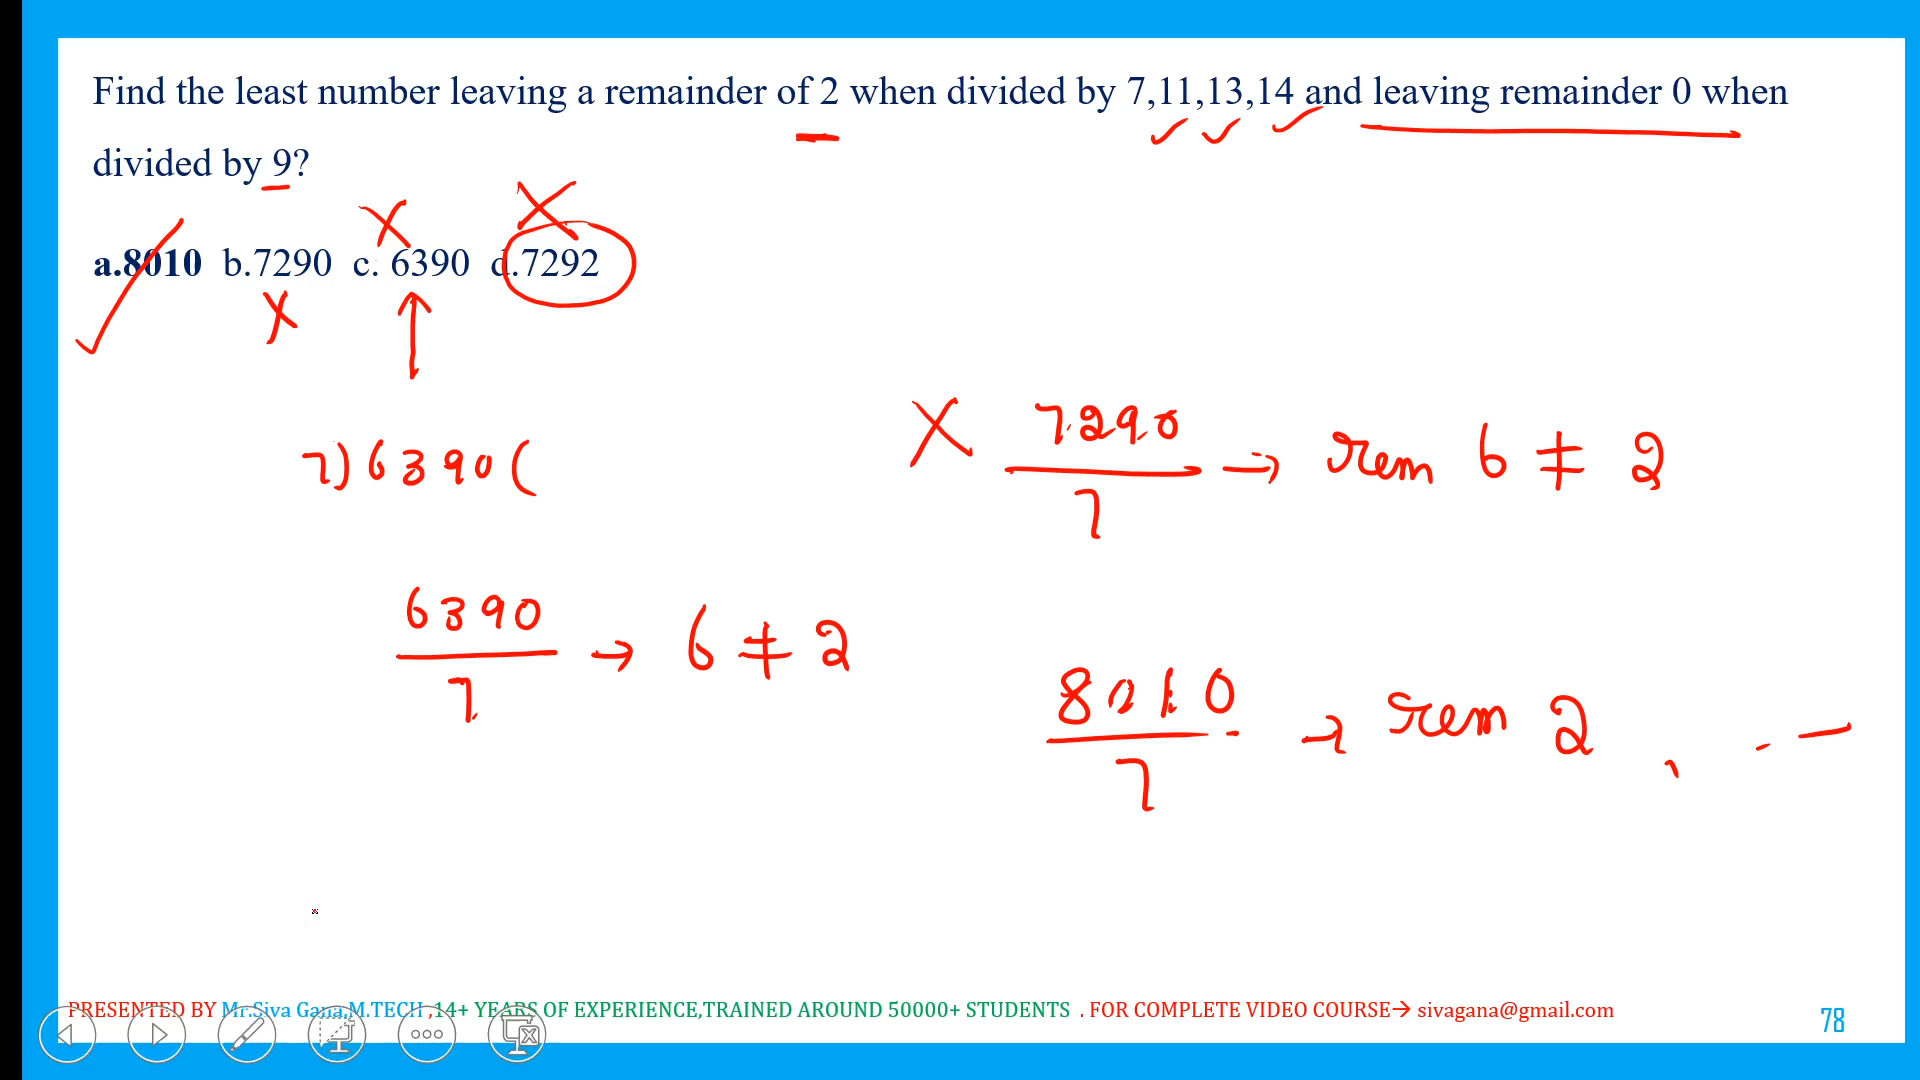 Find the least number leaving a remainder of 2 when divided by 7,11,13,14 and leaving remainder 0 when
divided by 9?
a.8010 b.7290 c. 6390 d.7292
7)6390(
X 7290 → rem 6 ≠ 2
7
6390 → 6 ≠ 2
7
8010 → rem 2
7
PRESENTED BY Mr.Siva Gana,M.TECH ,14+ YEARS OF EXPERIENCE,TRAINED AROUND 50000+ STUDENTS . FOR COMPLETE VIDEO COURSE→ sivagana@gmail.com
78